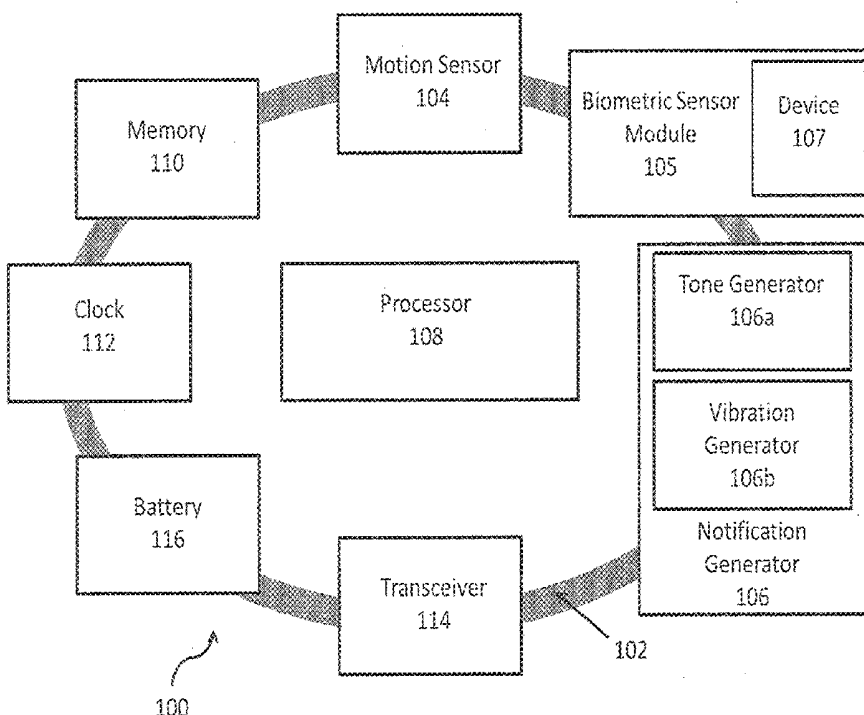 Motion Sensor
104
Biometric Sensor
Module
105
Device
107
Memory
110
Tone Generator
106a
Clock
112
Processor
108
Vibration
Generator
106b
Notification
Generator
106
Battery
116
Transceiver
114
102
100